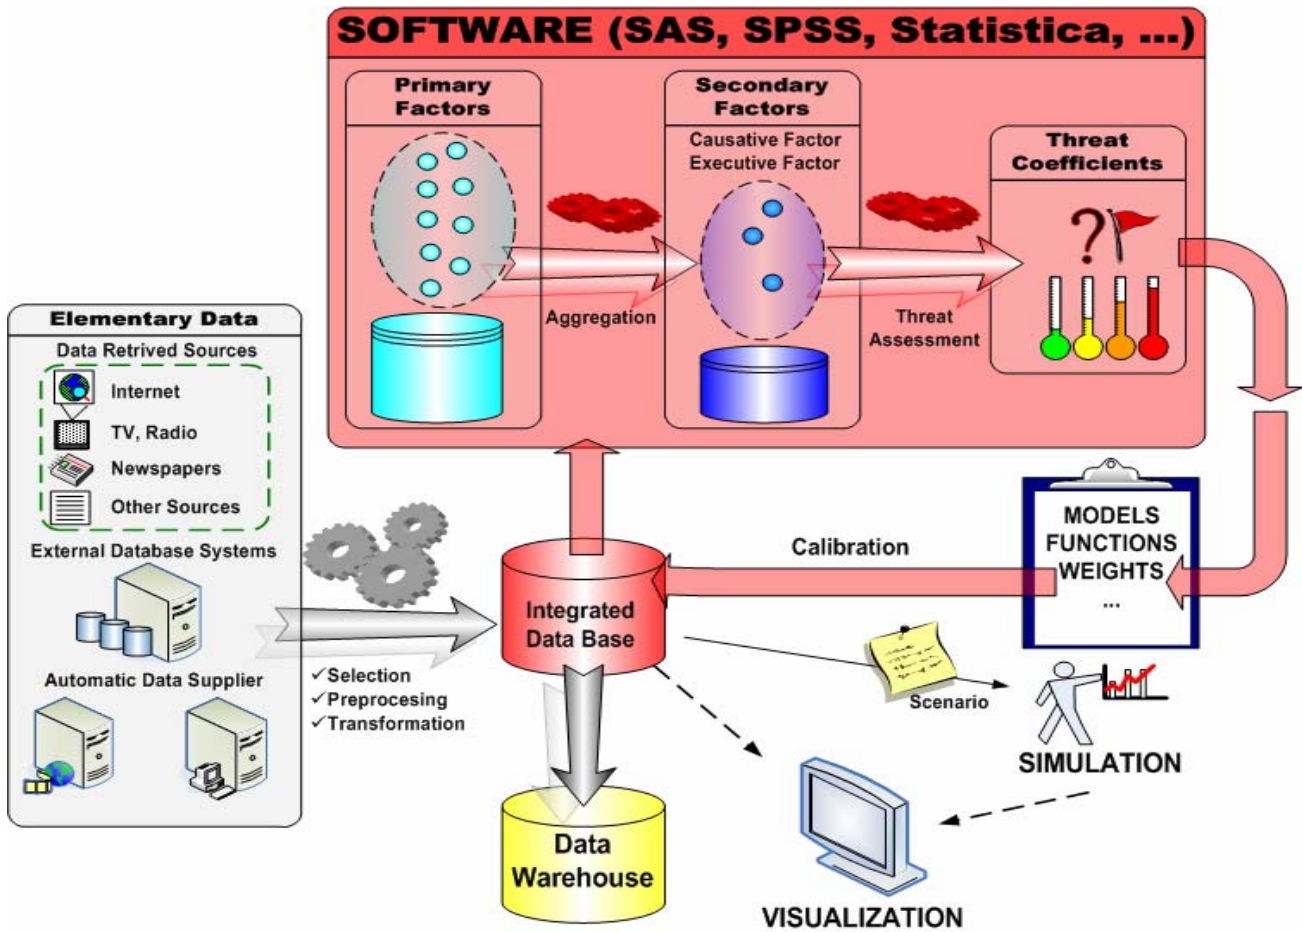 SOFTWARE (SAS, SPSS, Statistica, ...)
Primary
Factors
Secondary
Factors
Causative Factor
Executive Factor
Threat
Coefficients
?
Aggregation
Threat
Assessment
Elementary Data
Data Retrived Sources
Internet
TV, Radio
Newspapers
Other Sources
External Database Systems
Automatic Data Supplier
✓Selection
✓Preprocesing
✓Transformation
Integrated
Data Base
Calibration
MODELS
FUNCTIONS
WEIGHTS
...
Scenario
SIMULATION
Data
Warehouse
VISUALIZATION